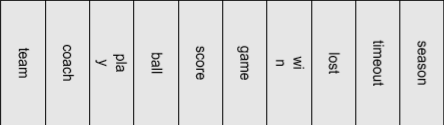 team
coach
pla
y
ball
score
game
wi
n
lost
timeout
season